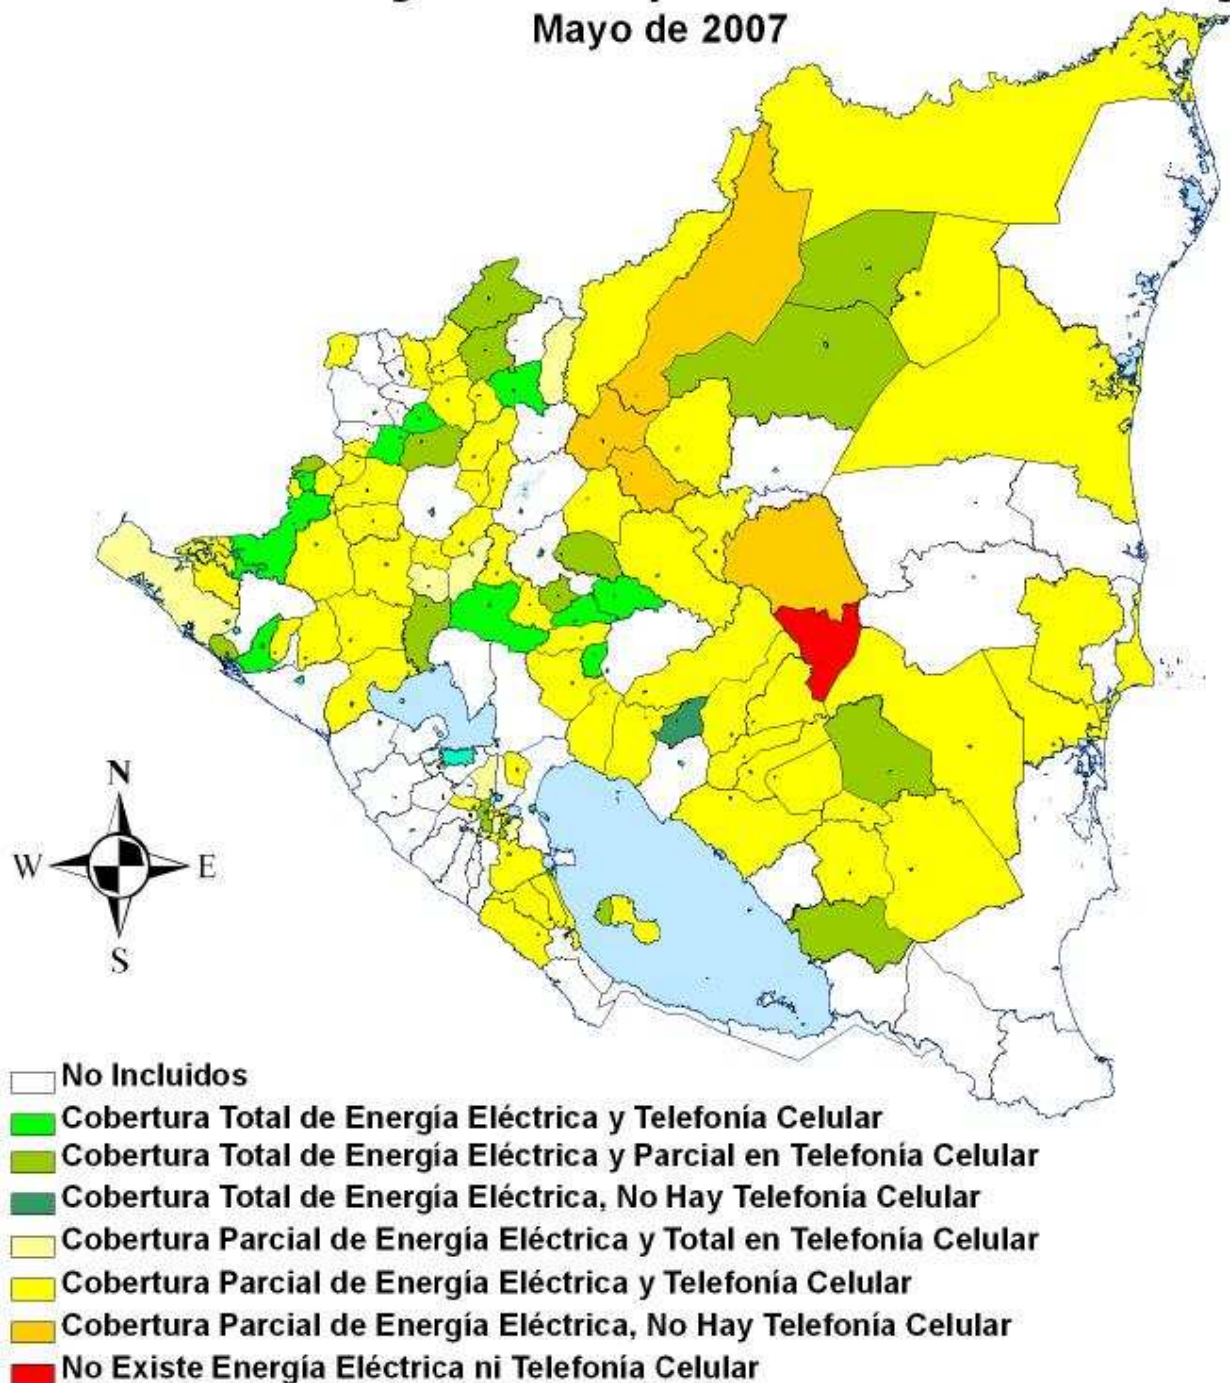 Mayo de 2007
N
W E
S
No Incluidos
Cobertura Total de Energía Eléctrica y Telefonía Celular
Cobertura Total de Energía Eléctrica y Parcial en Telefonía Celular
Cobertura Total de Energía Eléctrica, No Hay Telefonía Celular
Cobertura Parcial de Energía Eléctrica y Total en Telefonía Celular
Cobertura Parcial de Energía Eléctrica y Telefonía Celular
Cobertura Parcial de Energía Eléctrica, No Hay Telefonía Celular
No Existe Energía Eléctrica ni Telefonía Celular